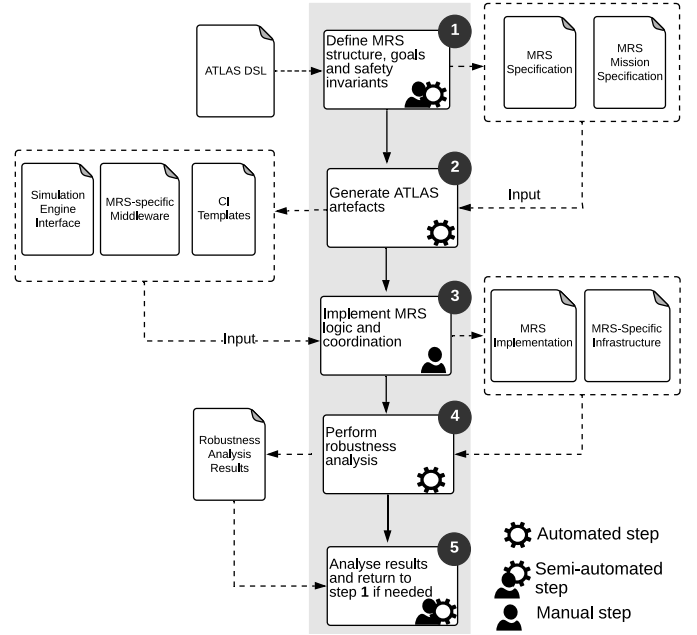 1
Define MRS
structure, goals
and safety
invariants
ATLAS DSL
MRS
Specification
MRS
Mission
Specification
2
Generate ATLAS
artefacts
Input
Simulation
Engine
Interface
MRS-specific
Middleware
CI
Templates
3
Implement MRS
logic and
coordination
Input
MRS
Implementation
MRS-Specific
Infrastructure
4
Perform
robustness
analysis
Robustness
Analysis
Results
5
Analyse results
and return to
step 1 if needed
Automated step
Semi-automated
step
Manual step